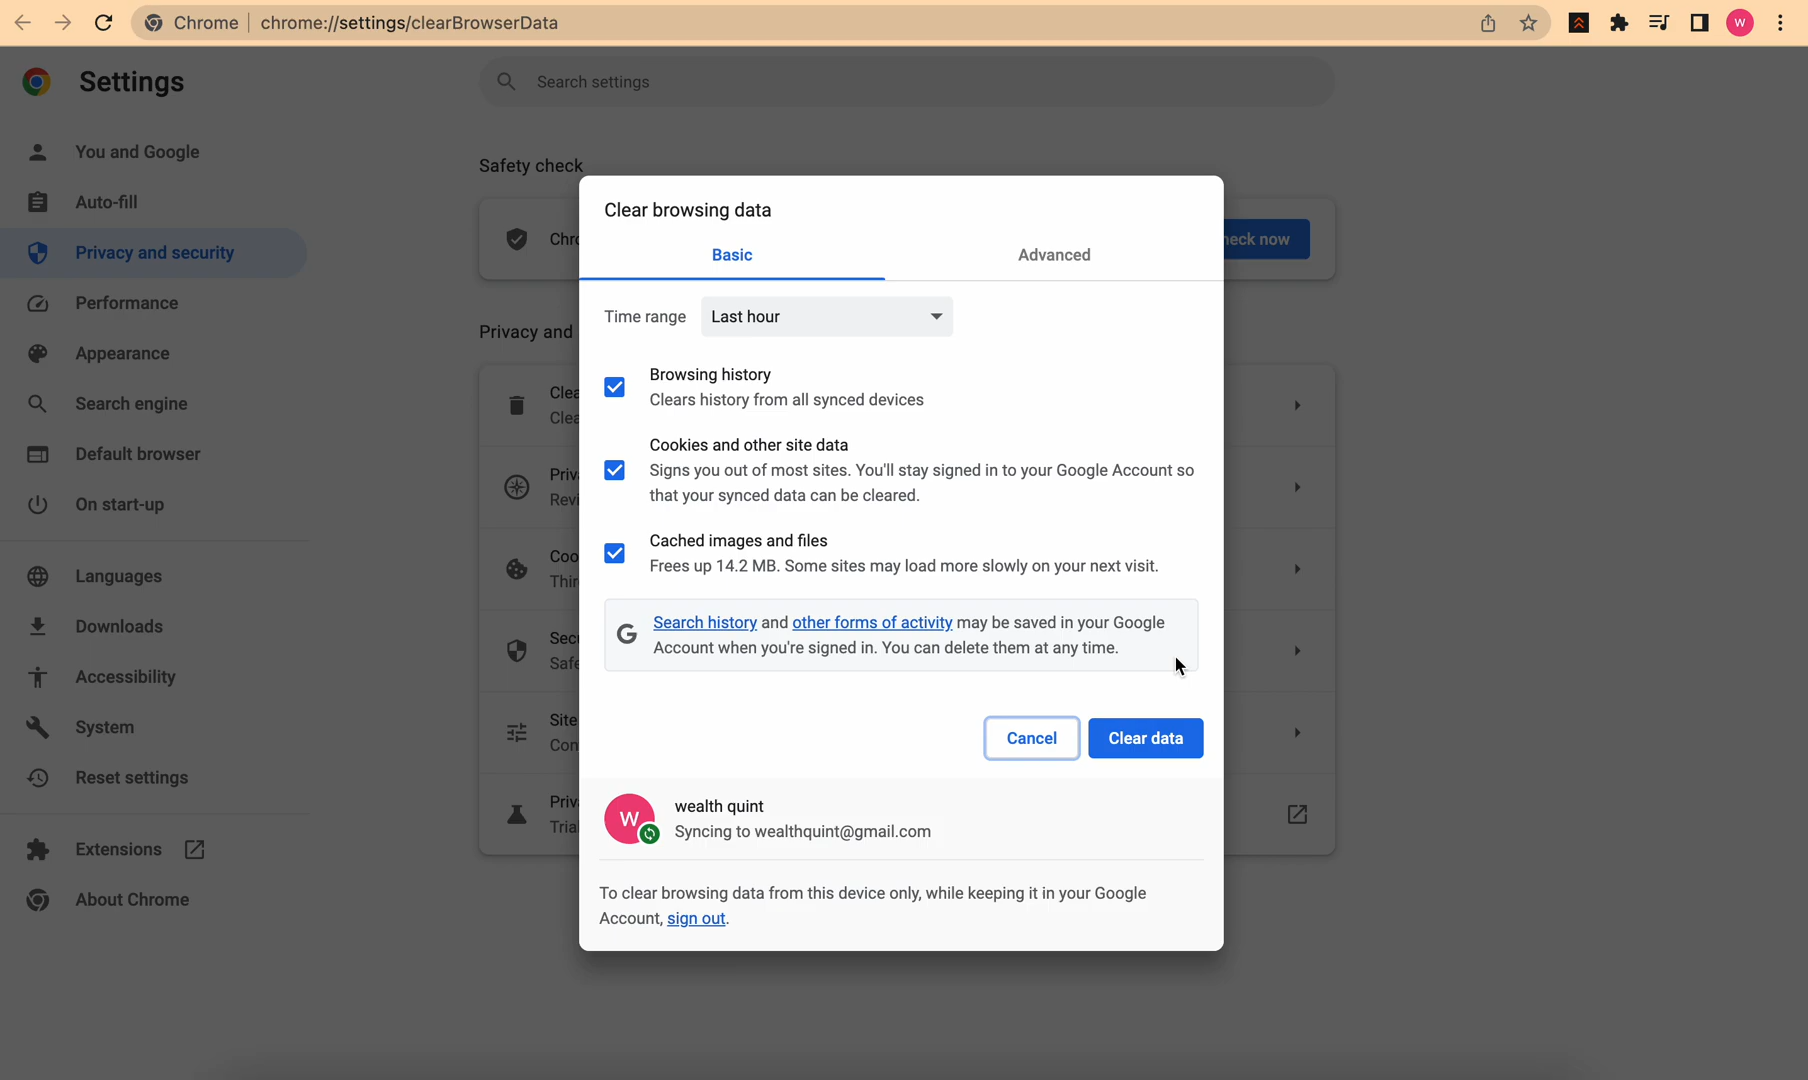 Chrome
chrome://settings/clearBrowserData
W
Settings
Search settings
You and Google
Auto-fill
Privacy and security
Performance
Appearance
Search engine
Default browser
On start-up
Languages
Downloads
Accessibility
System
Reset settings
Extensions
About Chrome
Safety check
Chro
heck now
Privacy and
Clea
Clea
Priva
Revi
Coo
Thir
Secu
Safe
Site
Con
Priva
Trial
Clear browsing data
Basic
Advanced
Time range
Last hour
Browsing history
Clears history from all synced devices
Cookies and other site data
Signs you out of most sites. You'll stay signed in to your Google Account so
that your synced data can be cleared.
Cached images and files
Frees up 14.2 MB. Some sites may load more slowly on your next visit.
G
Search history and other forms of activity may be saved in your Google
Account when you're signed in. You can delete them at any time.
Cancel
Clear data
W
wealth quint
Syncing to wealthquint@gmail.com
To clear browsing data from this device only, while keeping it in your Google
Account, sign out.